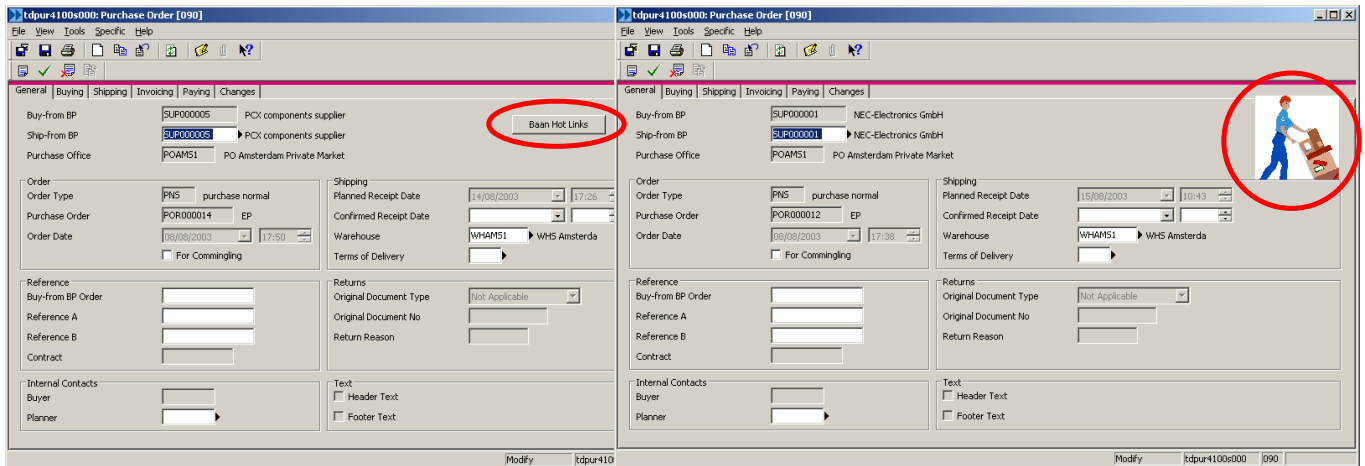 tdpur4100s000: Purchase Order [090]
File View Tools Specific Help
General Buying Shipping Invoicing Paying Changes
Buy-from BP SUP000005 PCX components supplier
Baan Hot Links
Ship-from BP SUP000005 PCX components supplier
Purchase Office POAMS1 PO Amsterdam Private Market
Order
Order Type PNS purchase normal
Purchase Order POR000014 EP
Order Date 08/08/2003 17:50
For Commingling
Shipping
Planned Receipt Date 14/08/2003 17:26
Confirmed Receipt Date
Warehouse WHAMS1 WHS Amsterda
Terms of Delivery
Reference
Buy-from BP Order
Reference A
Reference B
Contract
Returns
Original Document Type Not Applicable
Original Document No
Return Reason
Internal Contacts
Buyer
Planner
Text
Header Text
Footer Text
Modify tdpur410
tdpur4100s000: Purchase Order [090]
File View Tools Specific Help
General Buying Shipping Invoicing Paying Changes
Buy-from BP SUP000001 NEC-Electronics GmbH
Ship-from BP SUP000001 NEC-Electronics GmbH
Purchase Office POAMS1 PO Amsterdam Private Market
Order
Order Type PNS purchase normal
Purchase Order POR000012 EP
Order Date 08/08/2003 17:38
For Commingling
Shipping
Planned Receipt Date 15/08/2003 10:43
Confirmed Receipt Date
Warehouse WHAMS1 WHS Amsterda
Terms of Delivery
Reference
Buy-from BP Order
Reference A
Reference B
Contract
Returns
Original Document Type Not Applicable
Original Document No
Return Reason
Internal Contacts
Buyer
Planner
Text
Header Text
Footer Text
Modify tdpur4100s000 090